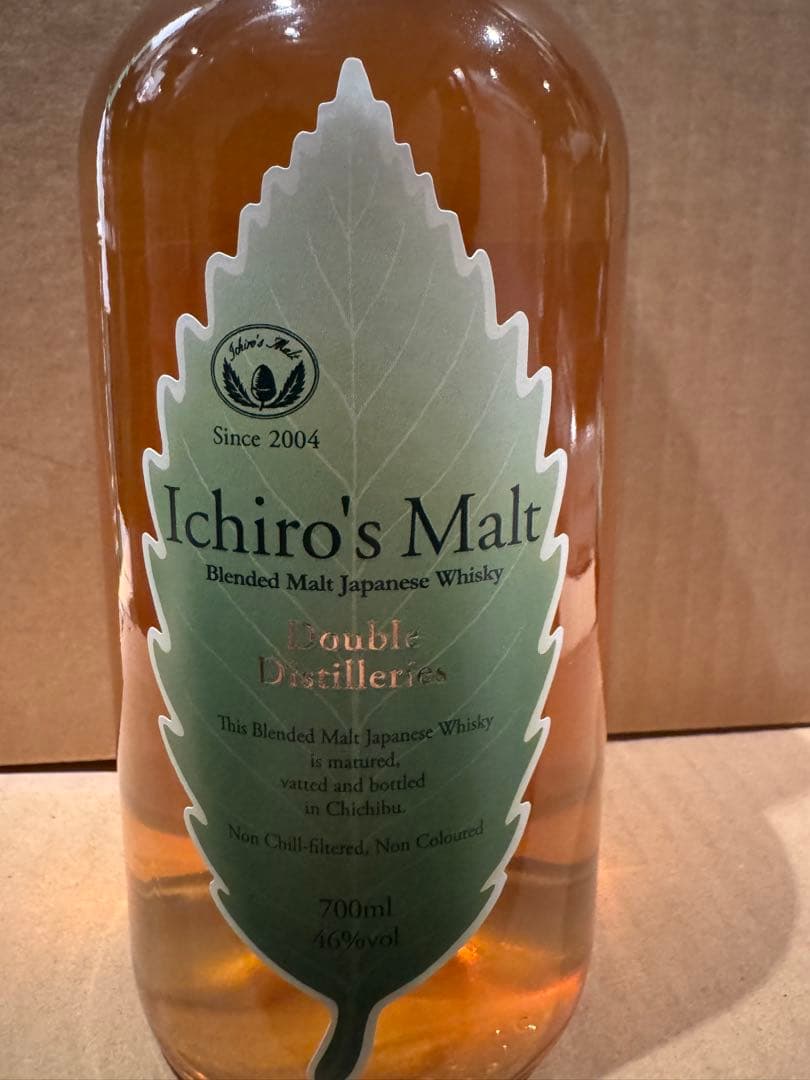 Ichiro's Malt
Since 2004
Ichiro's Malt
Blended Malt Japanese Whisky
Double
Distilleries
This Blended Malt Japanese Whisky
is matured,
vatted and bottled
in Chichibu.
Non Chill-filtered, Non Coloured
700ml
46%vol